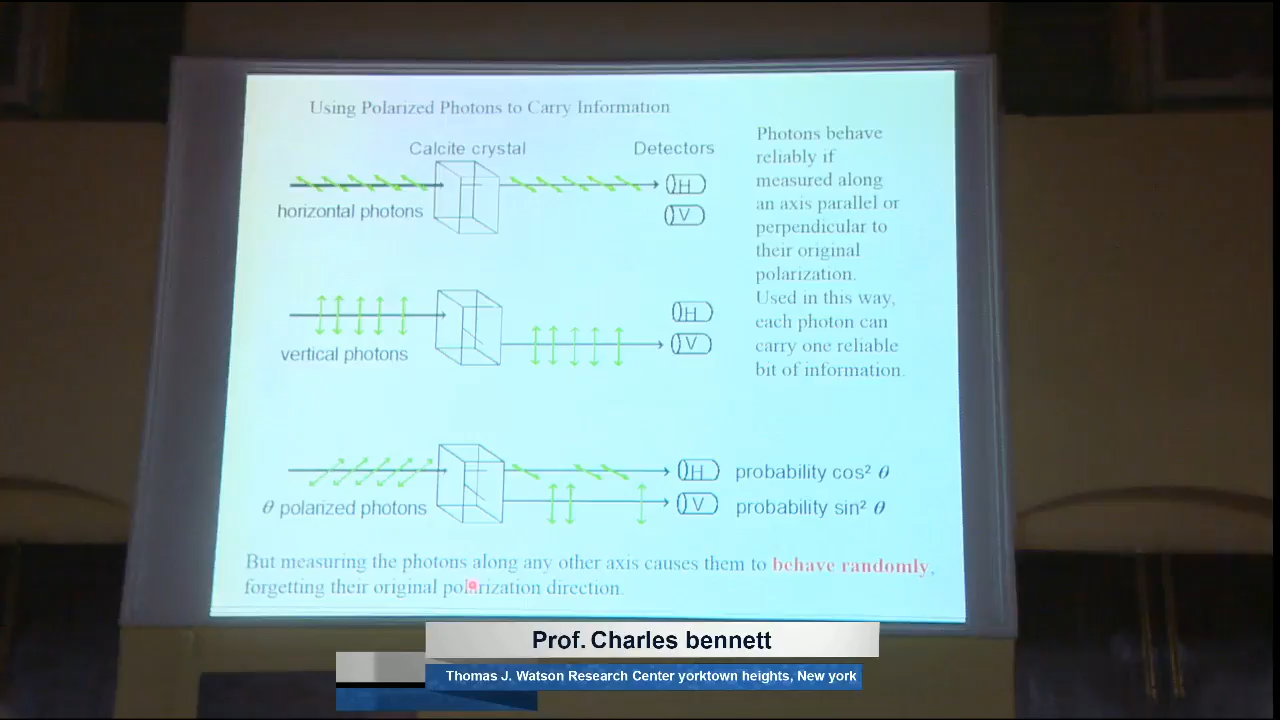 Using Polarized Photons to Carry Information
Calcite crystal
Detectors
H
horizontal photons
V
Photons behave
reliably if
measured along
an axis parallel or
perpendicular to
their original
polarization.
Used in this way,
each photon can
carry one reliable
bit of information.
H
vertical photons
V
H
probability cos² θ
θ polarized photons
V
probability sin² θ
But measuring the photons along any other axis causes them to behave randomly,
forgetting their original polarization direction.
Prof. Charles bennett
Thomas J. Watson Research Center yorktown heights, New york